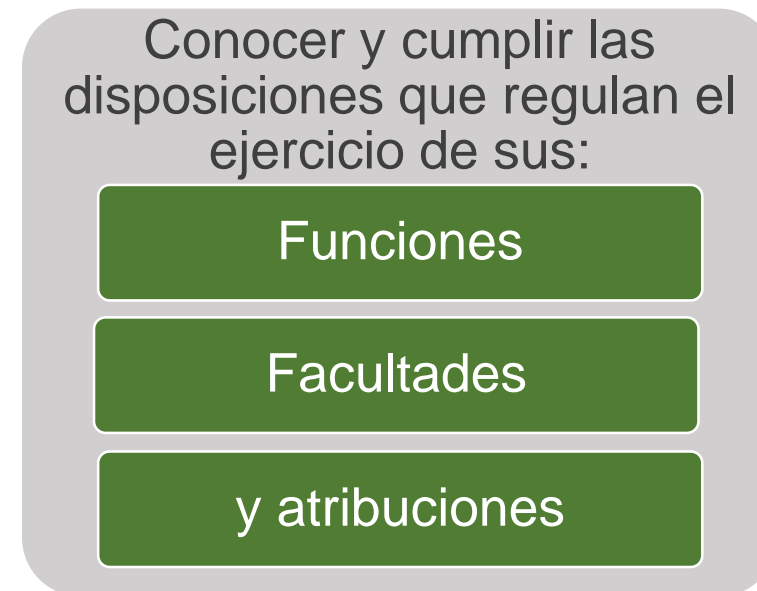 Conocer y cumplir las
disposiciones que regulan el
ejercicio de sus:
Funciones
Facultades
y atribuciones